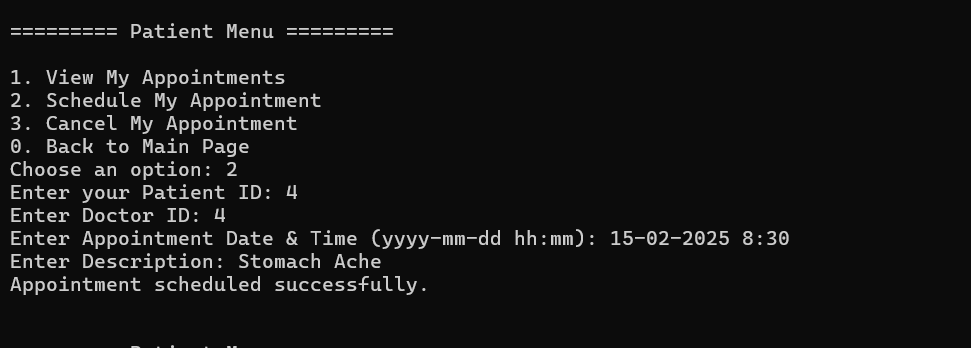 ========= Patient Menu =========
1. View My Appointments
2. Schedule My Appointment
3. Cancel My Appointment
0. Back to Main Page
Choose an option: 2
Enter your Patient ID: 4
Enter Doctor ID: 4
Enter Appointment Date & Time (yyyy-mm-dd hh:mm): 15-02-2025 8:30
Enter Description: Stomach Ache
Appointment scheduled successfully.